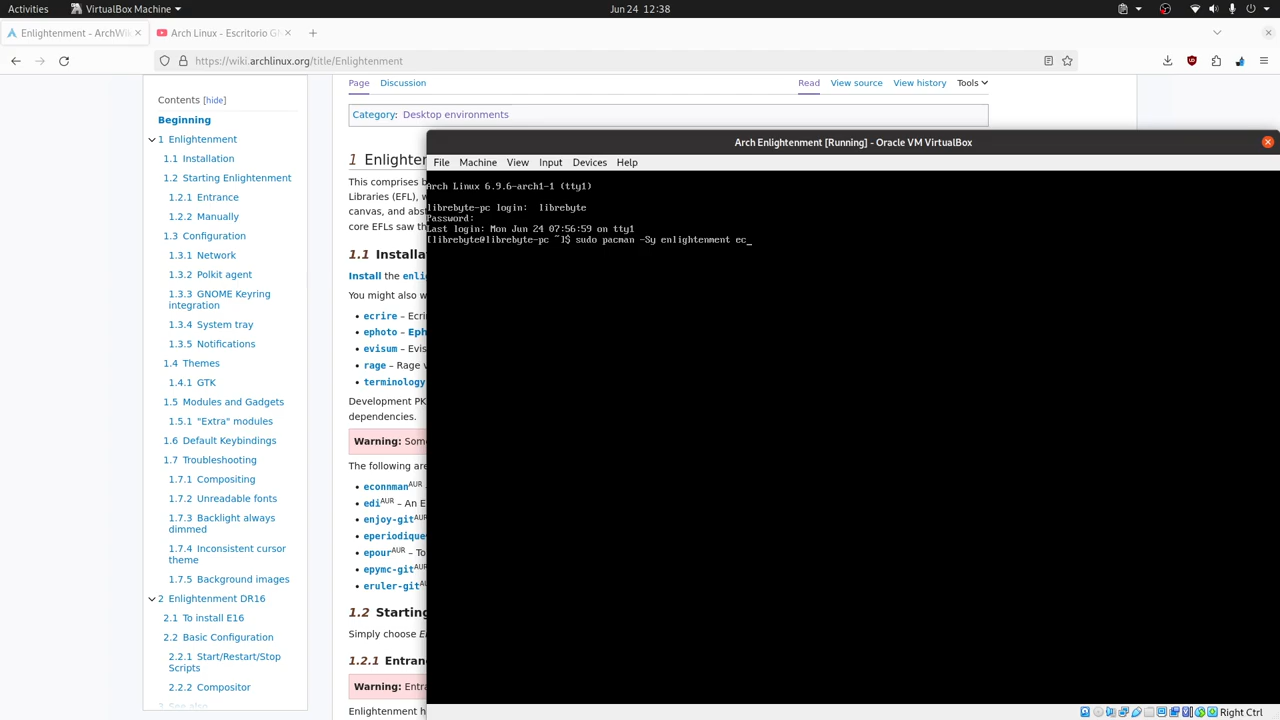 Activities
VirtualBox Machine
Jun 24 12:38
Enlightenment - ArchWi
Arch Linux - Escritorio G
https://wiki.archlinux.org/title/Enlightenment
Contents [hide]
Beginning
1 Enlightenment
1.1 Installation
1.2 Starting Enlightenment
1.2.1 Entrance
1.2.2 Manually
1.3 Configuration
1.3.1 Network
1.3.2 Polkit agent
1.3.3 GNOME Keyring
integration
1.3.4 System tray
1.3.5 Notifications
1.4 Themes
1.4.1 GTK
1.5 Modules and Gadgets
1.5.1 "Extra" modules
1.6 Default Keybindings
1.7 Troubleshooting
1.7.1 Compositing
1.7.2 Unreadable fonts
1.7.3 Backlight always
dimmed
1.7.4 Inconsistent cursor
theme
1.7.5 Background images
2 Enlightenment DR16
2.1 To install E16
2.2 Basic Configuration
2.2.1 Start/Restart/Stop
Scripts
2.2.2 Compositor
3 See also
Page
Discussion
Read
View source
View history
Tools
Category: Desktop environments
1 Enlighten
This comprises b
Libraries (EFL), w
canvas, and abs
core EFLs saw th
1.1 Installa
Install the enli
You might also w
• ecrire – Ecri
• ephoto – Eph
• evisum – Evis
• rage – Rage v
• terminology
Development PK
dependencies.
Warning: Som
The following are
• econnmanAUR
• ediAUR – An E
• enjoy-gitAUR
• eperiodique
• epourAUR – To
• epymc-gitAUR
• eruler-gitAU
1.2 Starting
Simply choose E
1.2.1 Entran
Warning: Entra
Enlightenment h
Arch Enlightenment [Running] - Oracle VM VirtualBox
File Machine View Input Devices Help
Arch Linux 6.9.6-arch1-1 (tty1)
librebyte-pc login: librebyte
Password:
Last login: Mon Jun 24 07:56:59 on tty1
[librebyte@librebyte-pc ~]$ sudo pacman -Sy enlightenment ec_
Right Ctrl